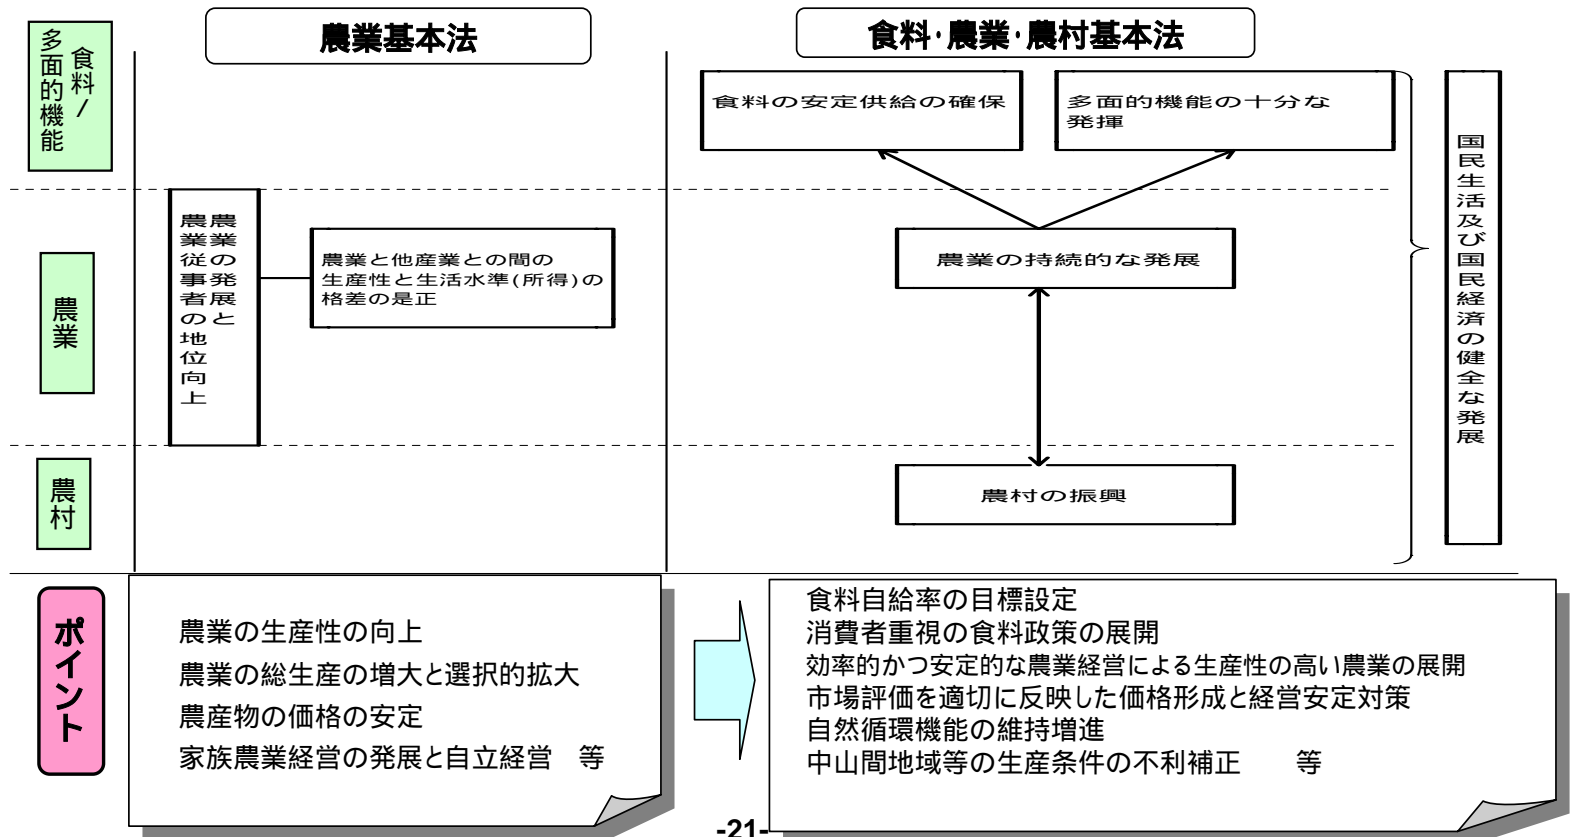 農業基本法
食料・農業・農村基本法
食料/
多面的機能
食料の安定供給の確保
多面的機能の十分な
発揮
国民生活及び国民経済の健全な発展
農業
農業の発展と
農業従事者の地位向上
農業と他産業との間の
生産性と生活水準(所得)の
格差の是正
農業の持続的な発展
農村
農村の振興
ポイント
農業の生産性の向上
農業の総生産の増大と選択的拡大
農産物の価格の安定
家族農業経営の発展と自立経営　等
食料自給率の目標設定
消費者重視の食料政策の展開
効率的かつ安定的な農業経営による生産性の高い農業の展開
市場評価を適切に反映した価格形成と経営安定対策
自然循環機能の維持増進
中山間地域等の生産条件の不利補正　　等
-21-